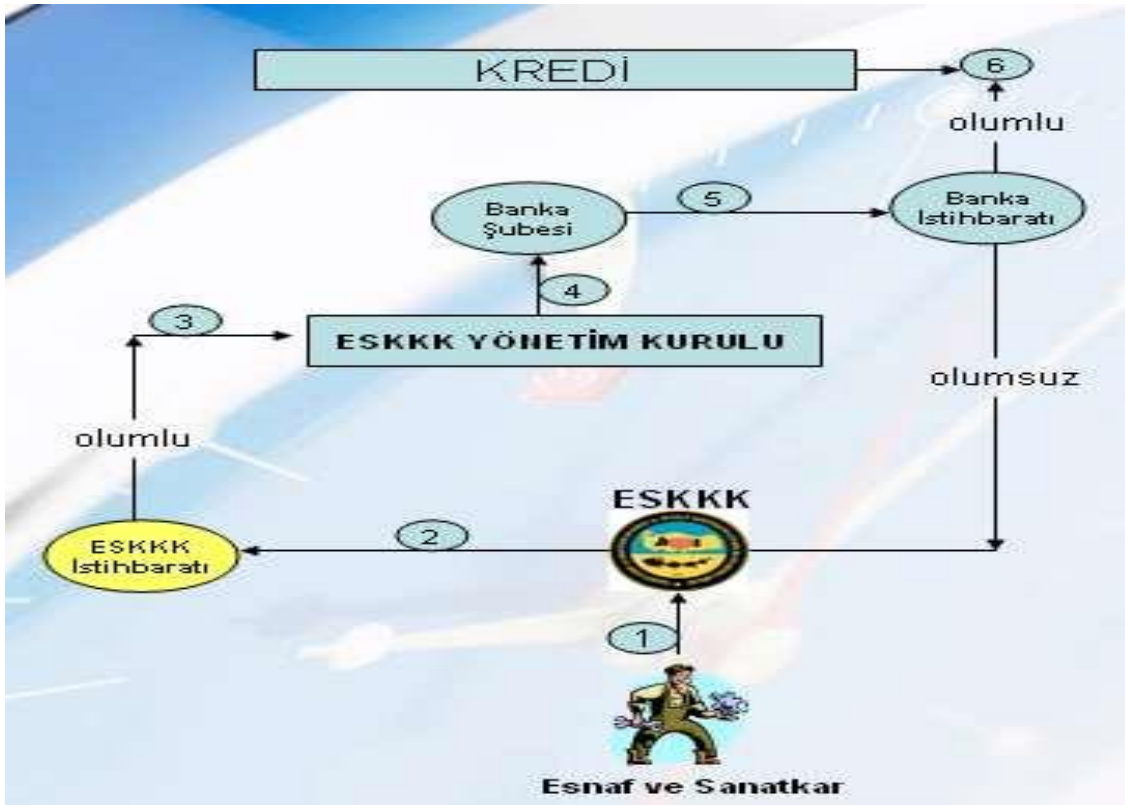 KREDİ
6
olumlu
Banka
Şubesi
5
Banka
İstihbaratı
4
3
ESKKK YÖNETİM KURULU
olumsuz
olumlu
ESKKK
ESKKK
İstihbaratı
2
1
Esnaf ve Sanatkar